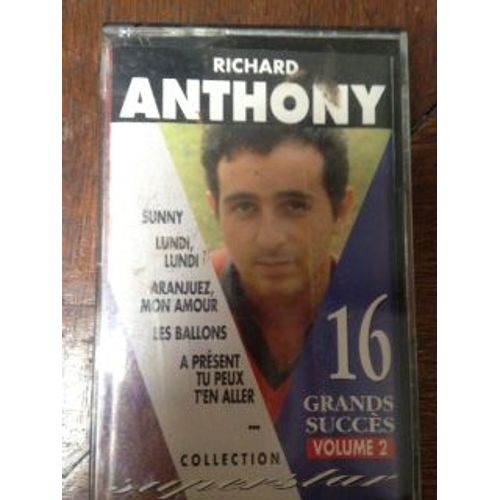 RICHARD
ANTHONY
SUNNY
LUNDI,
LUNDI
ARANJUEZ,
MON AMOUR
LES BALLONS
A PRÉSENT
TU PEUX
T'EN ALLER
...
16
GRANDS
SUCCÈS
VOLUME 2
COLLECTION
superstar